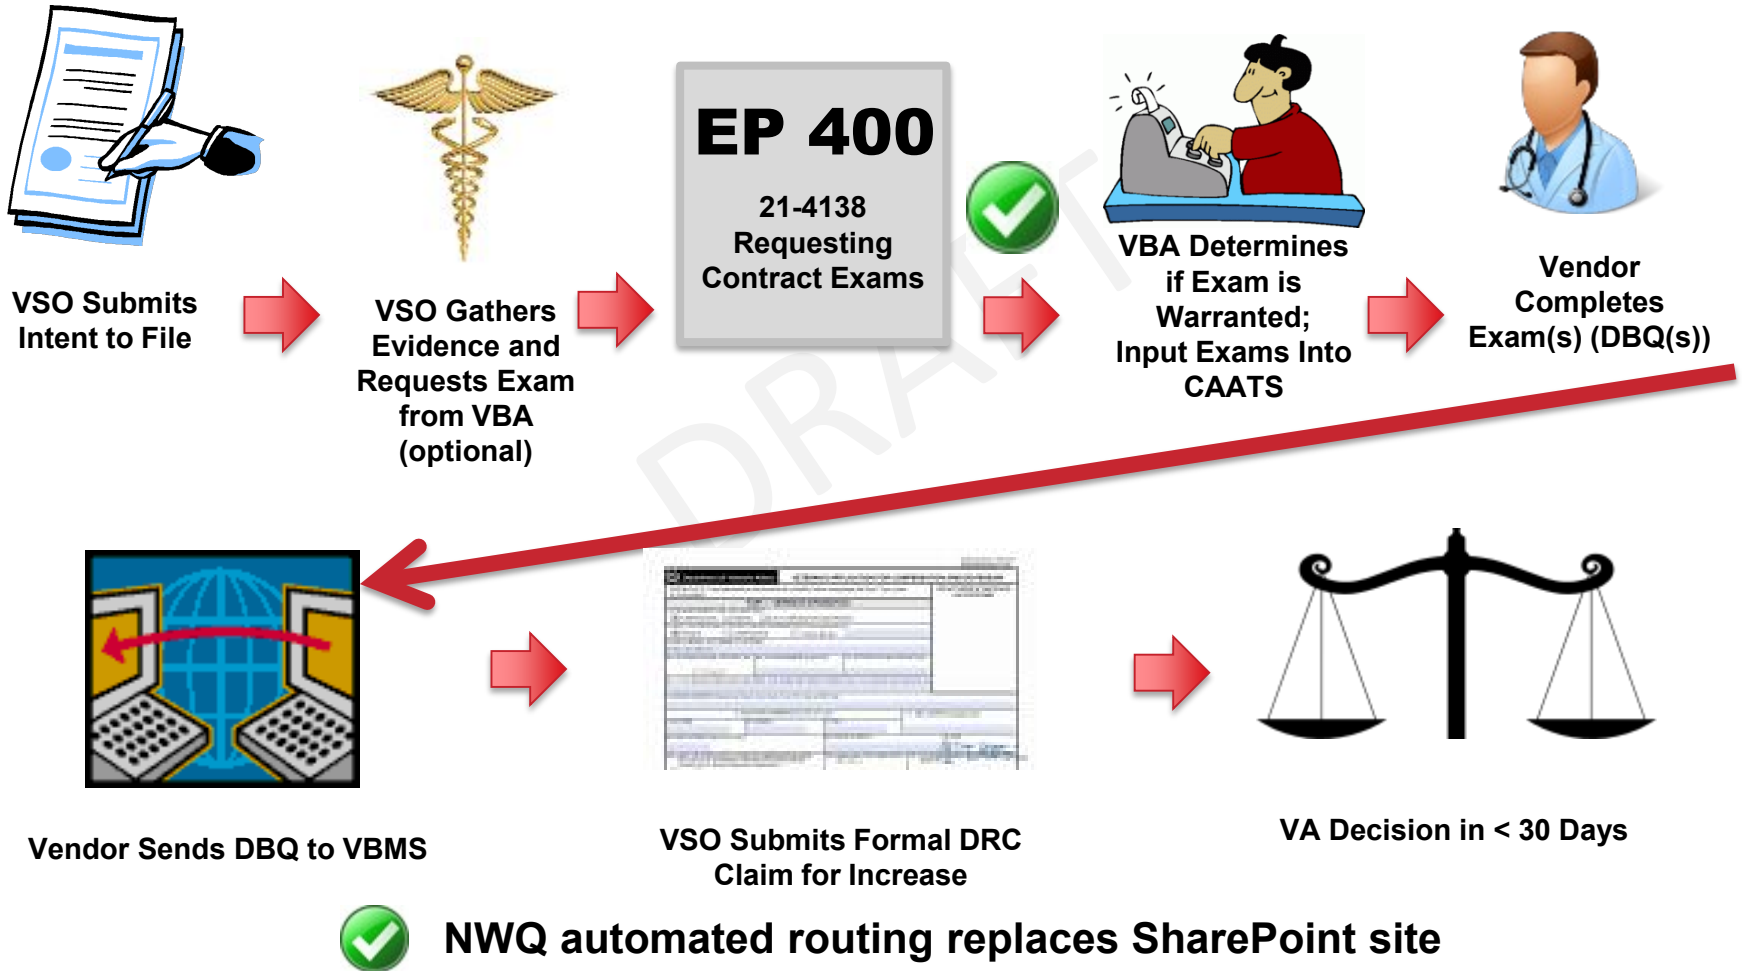 VSO Submits
Intent to File
VSO Gathers
Evidence and
Requests Exam
from VBA
(optional)
EP 400
21-4138
Requesting
Contract Exams
VBA Determines
if Exam is
Warranted;
Input Exams Into
CAATS
Vendor
Completes
Exam(s) (DBQ(s))
DRAFT
Vendor Sends DBQ to VBMS
VSO Submits Formal DRC
Claim for Increase
VA Decision in < 30 Days
NWQ automated routing replaces SharePoint site